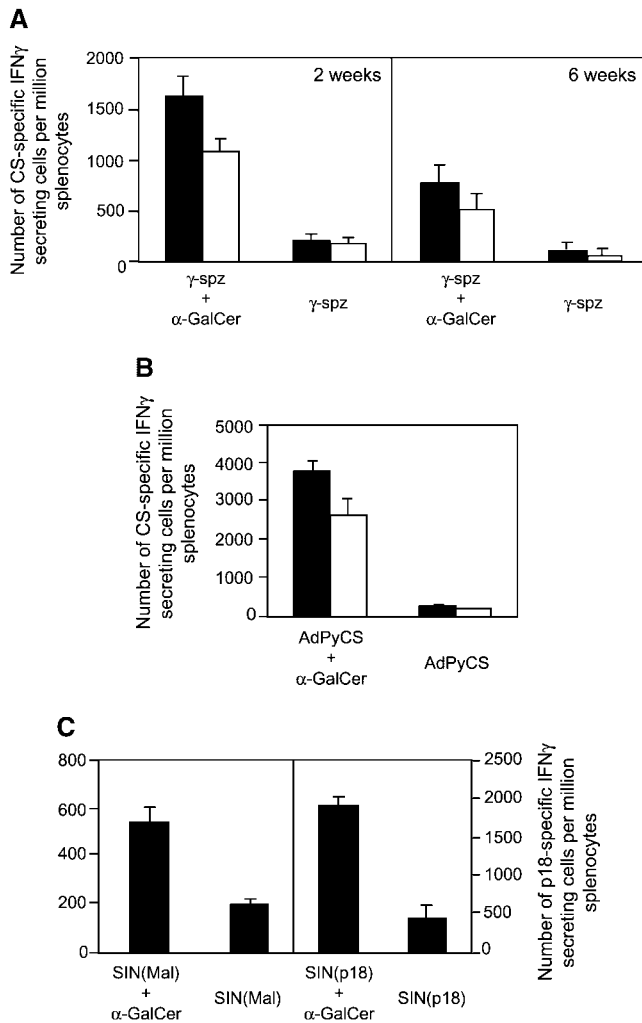 A
Number of CS-specific IFNγ
secreting cells per million
splenocytes
2000
1500
1000
500
0
2 weeks
6 weeks
γ-spz
+
α-GalCer
γ-spz
γ-spz
+
α-GalCer
γ-spz
B
Number of CS-specific IFNγ
secreting cells per million
splenocytes
5000
4000
3000
2000
1000
0
AdPyCS
+
α-GalCer
AdPyCS
C
800
600
400
200
0
2500
2000
1500
1000
500
0
Number of p18-specific IFNγ
secreting cells per million
splenocytes
SIN(Mal)
+
α-GalCer
SIN(Mal)
SIN(p18)
+
α-GalCer
SIN(p18)